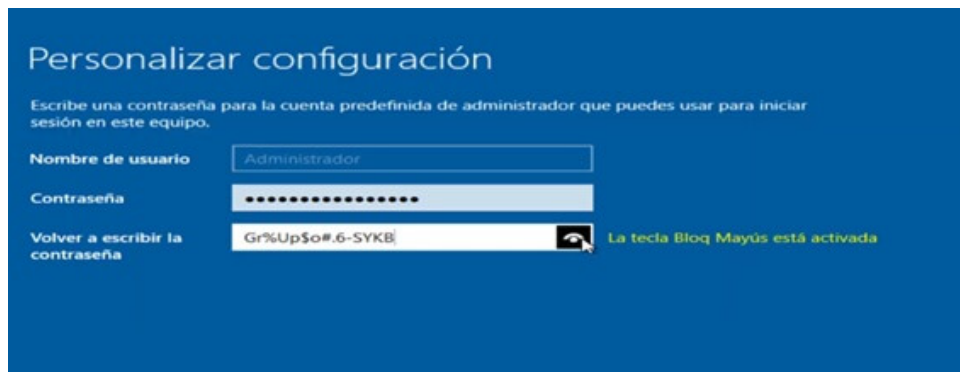 Personalizar configuración
Escribe una contraseña para la cuenta predefinida de administrador que puedes usar para iniciar
sesión en este equipo.
Nombre de usuario Administrador
Contraseña ●●●●●●●●●●●●●●●●
Volver a escribir la
contraseña Gr%Up$o#.6-SYKB La tecla Bloq Mayús está activada